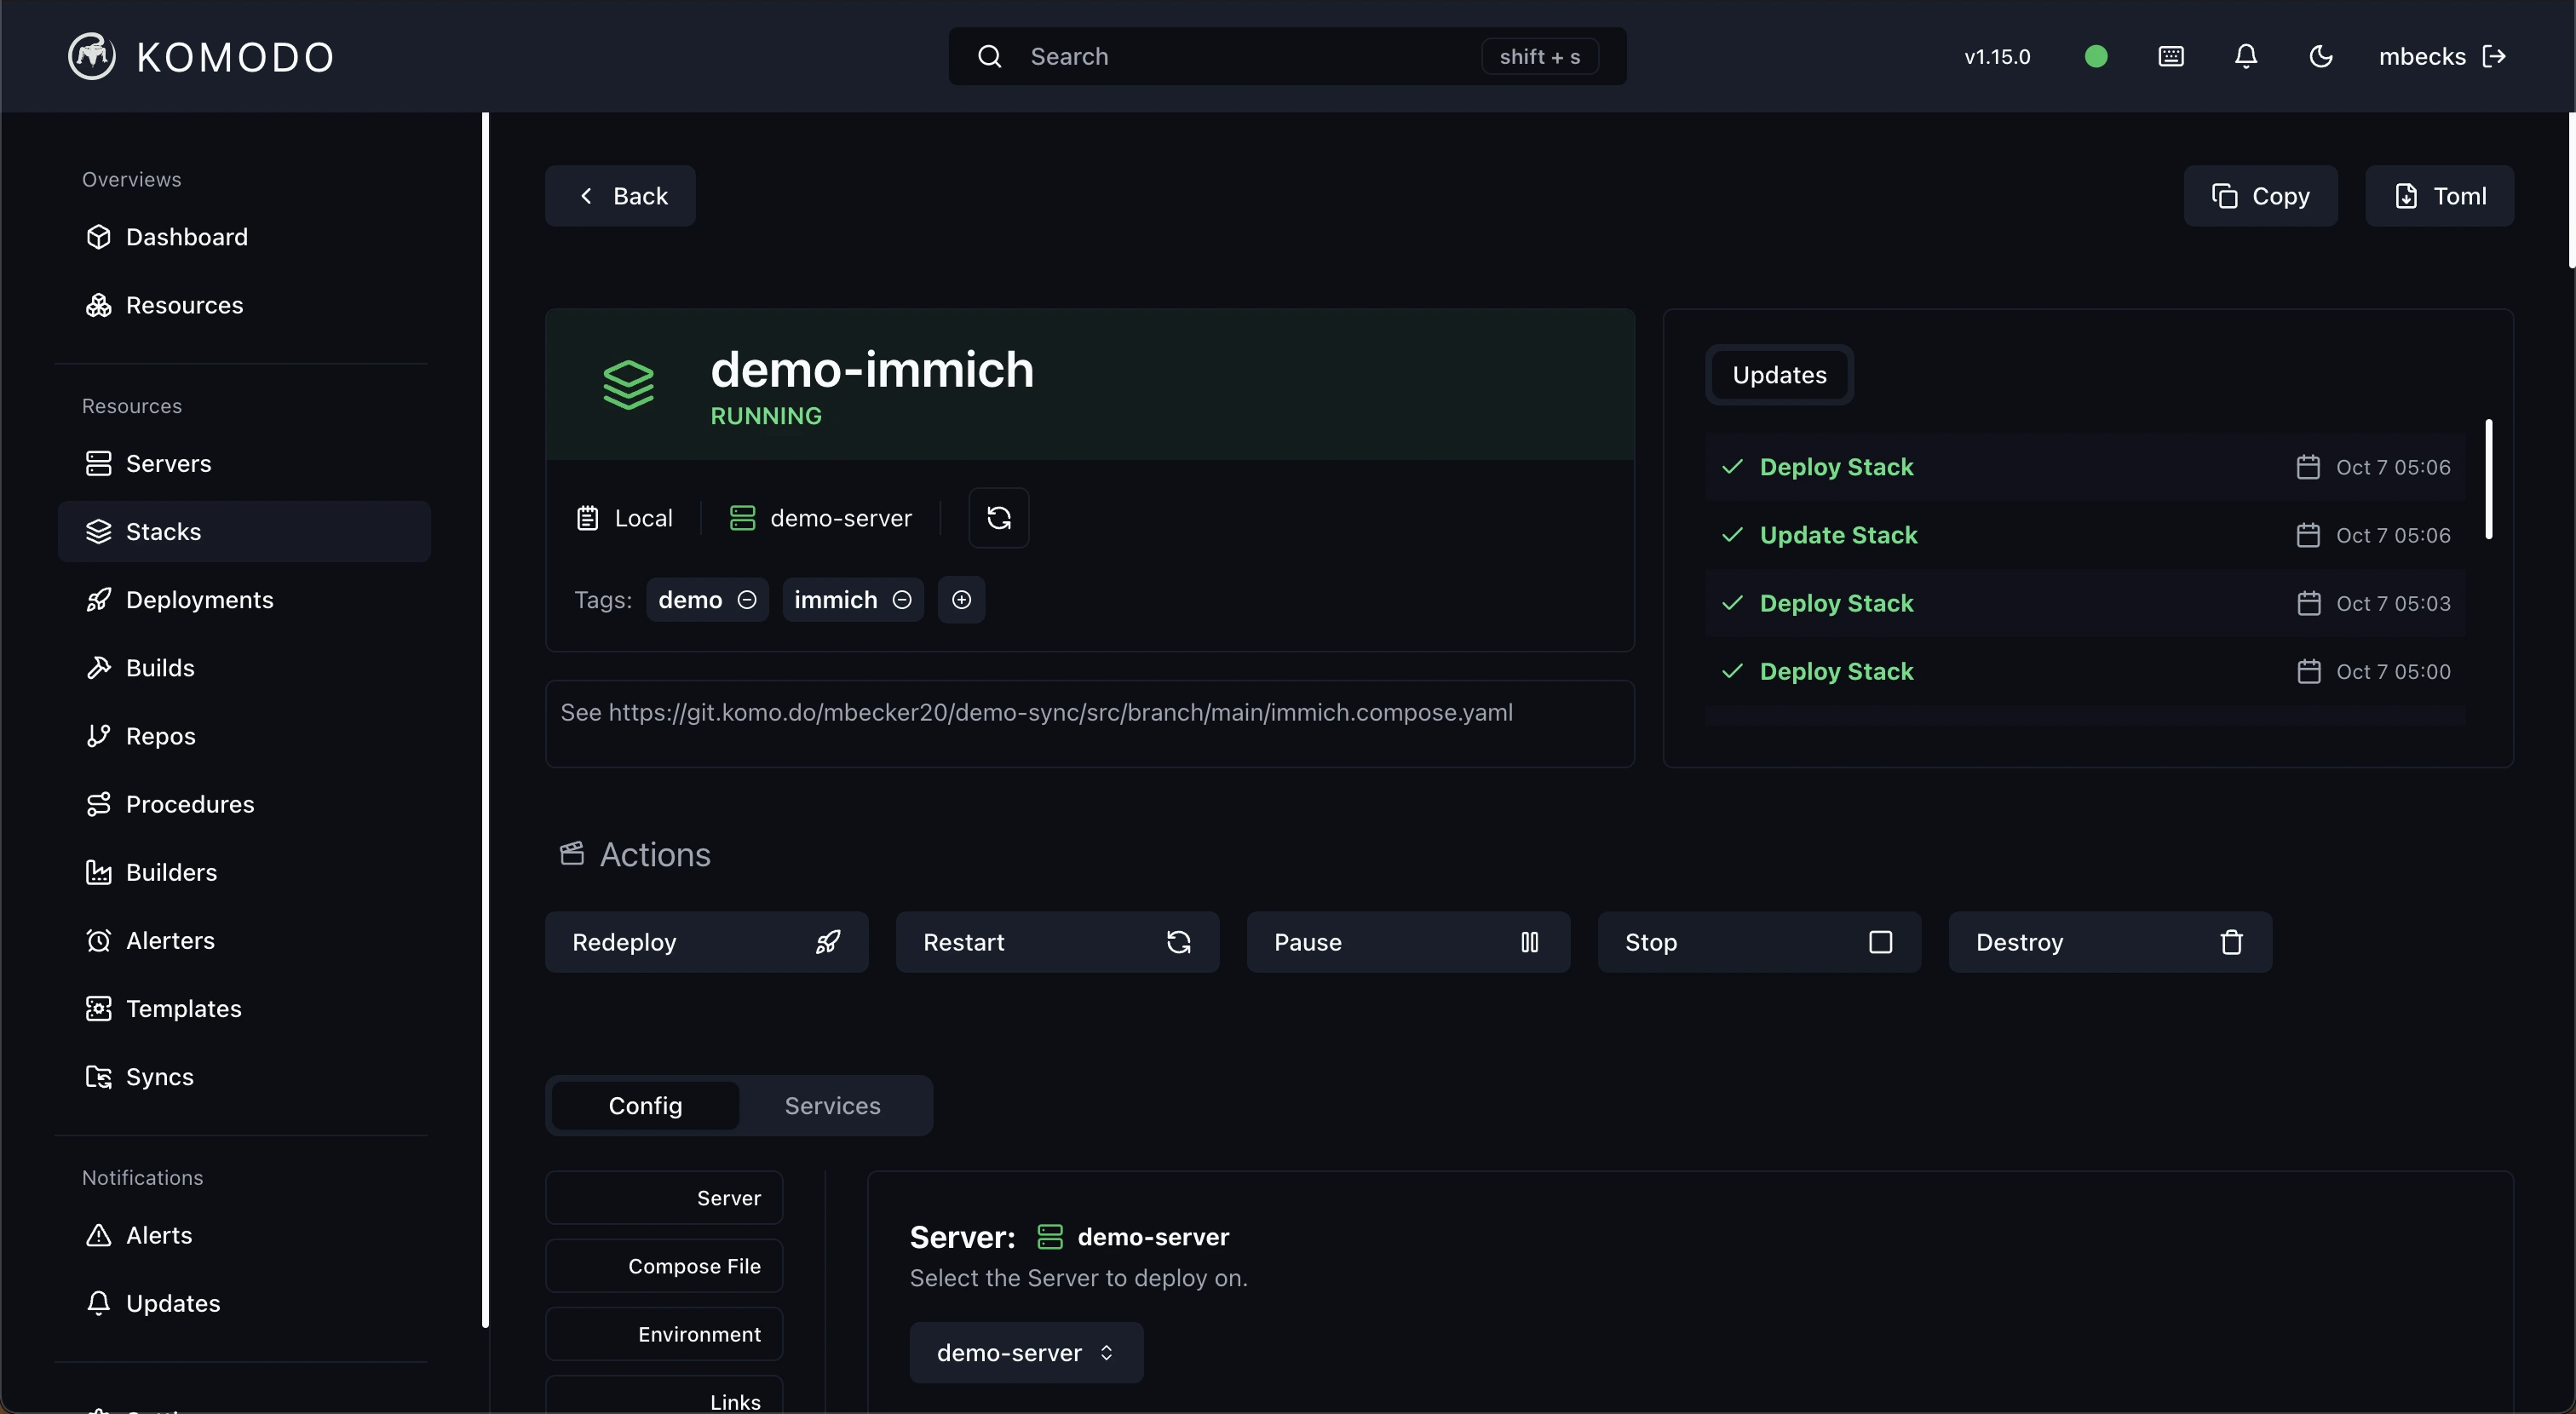 KOMODO
Search
shift + s
v1.15.0
mbecks
Overviews
Dashboard
Resources
Resources
Servers
Stacks
Deployments
Builds
Repos
Procedures
Builders
Alerters
Templates
Syncs
Notifications
Alerts
Updates
Back
Copy
Toml
demo-immich
RUNNING
Local
demo-server
Tags:
demo
immich
See https://git.komo.do/mbecker20/demo-sync/src/branch/main/immich.compose.yaml
Updates
Deploy Stack
Oct 7 05:06
Update Stack
Oct 7 05:06
Deploy Stack
Oct 7 05:03
Deploy Stack
Oct 7 05:00
Actions
Redeploy
Restart
Pause
Stop
Destroy
Config
Services
Server
Compose File
Environment
Links
Server: demo-server
Select the Server to deploy on.
demo-server